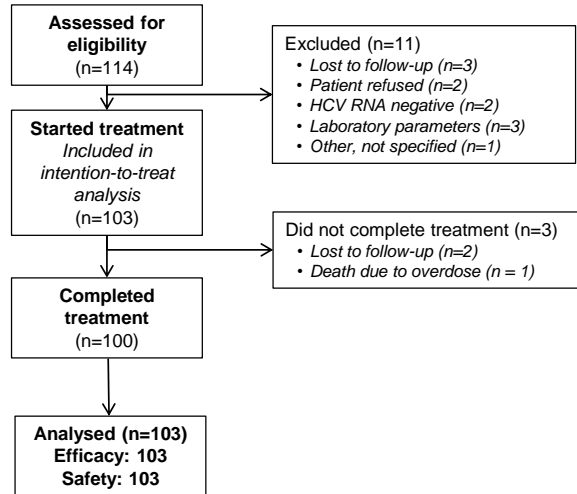 Assessed for
eligibility
(n=114)
Excluded (n=11)
• Lost to follow-up (n=3)
• Patient refused (n=2)
• HCV RNA negative (n=2)
• Laboratory parameters (n=3)
• Other, not specified (n=1)
Started treatment
Included in
intention-to-treat
analysis
(n=103)
Did not complete treatment (n=3)
• Lost to follow-up (n=2)
• Death due to overdose (n = 1)
Completed
treatment
(n=100)
Analysed (n=103)
Efficacy: 103
Safety: 103